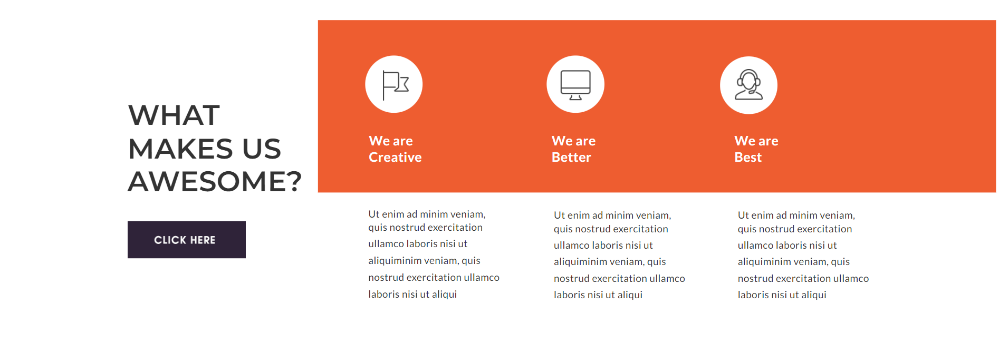 WHAT
MAKES US
AWESOME?
CLICK HERE
We are
Creative
Ut enim ad minim veniam,
quis nostrud exercitation
ullamco laboris nisi ut
aliquiminim veniam, quis
nostrud exercitation ullamco
laboris nisi ut aliqui
We are
Better
Ut enim ad minim veniam,
quis nostrud exercitation
ullamco laboris nisi ut
aliquiminim veniam, quis
nostrud exercitation ullamco
laboris nisi ut aliqui
We are
Best
Ut enim ad minim veniam,
quis nostrud exercitation
ullamco laboris nisi ut
aliquiminim veniam, quis
nostrud exercitation ullamco
laboris nisi ut aliqui